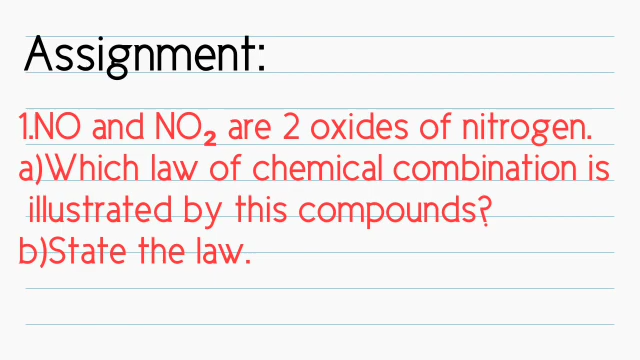 Assignment:
1.NO and NO₂ are 2 oxides of nitrogen.
a)Which law of chemical combination is
illustrated by this compounds?
b)State the law.